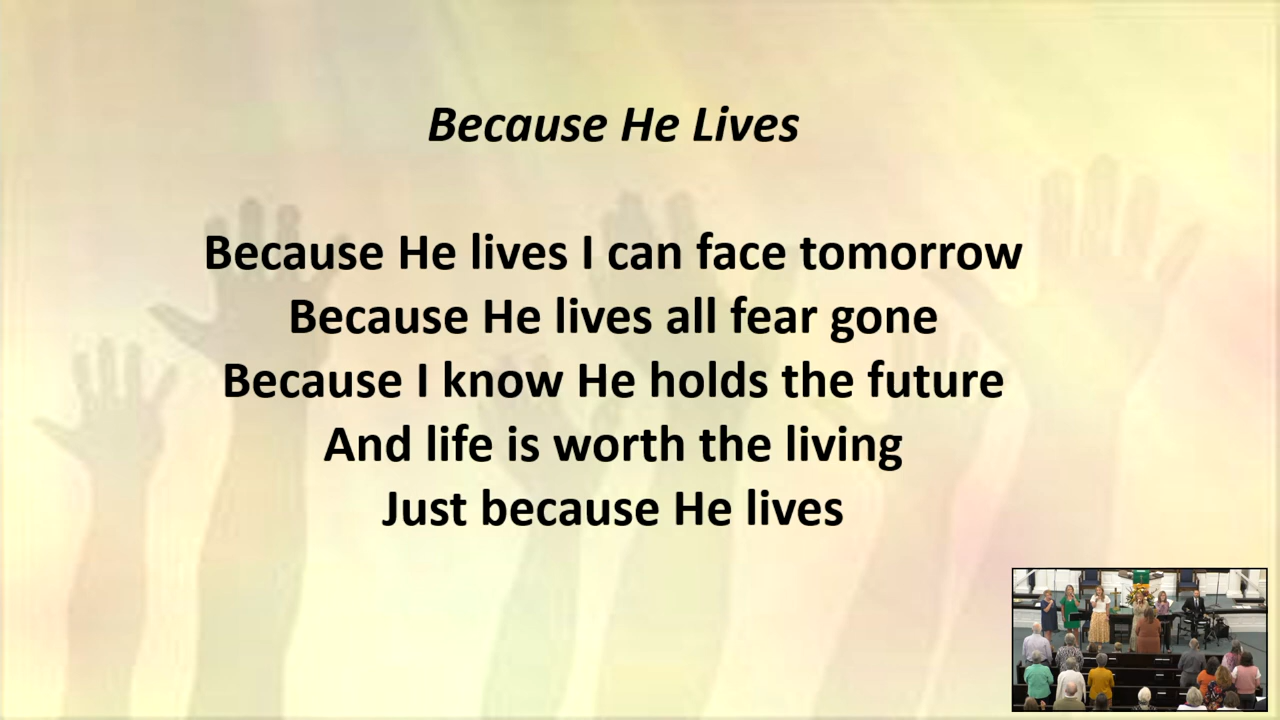 Because He Lives
Because He lives I can face tomorrow
Because He lives all fear gone
Because I know He holds the future
And life is worth the living
Just because He lives